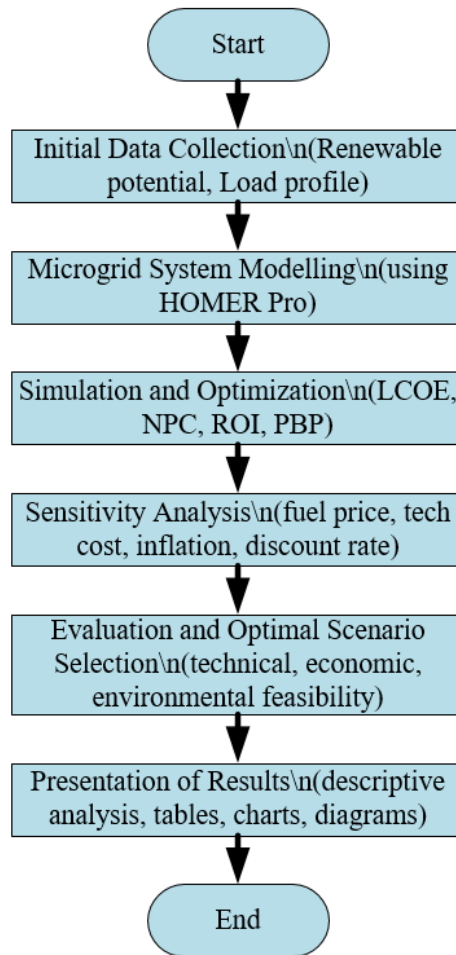 Start
Initial Data Collection\n(Renewable
potential, Load profile)
Microgrid System Modelling\n(using
HOMER Pro)
Simulation and Optimization\n(LCOE,
NPC, ROI, PBP)
Sensitivity Analysis\n(fuel price, tech
cost, inflation, discount rate)
Evaluation and Optimal Scenario
Selection\n(technical, economic,
environmental feasibility)
Presentation of Results\n(descriptive
analysis, tables, charts, diagrams)
End